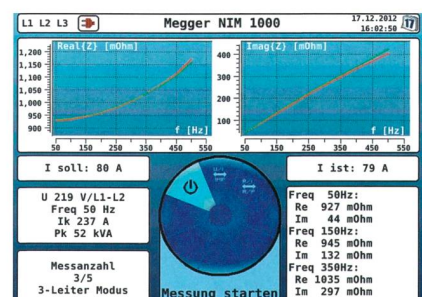 L1 L2 L3
Megger NIM 1000
17.12.2012
16:02:50
17
Real{Z} [mOhm]
1,200
1,150
1,100
1,050
1,000
950
900
f [Hz]
50 150 250 350 450 550
Imag{Z} [mOhm]
400
300
200
100
f [Hz]
50 150 250 350 450 550
I soll: 80 A
I ist: 79 A
U 219 V/L1-L2
Freq 50 Hz
Ik 237 A
Pk 52 kVA
Messanzahl
3/5
3-Leiter Modus
Messung starten
Freq 50Hz:
Re 927 mOhm
Im 44 mOhm
Freq 150Hz:
Re 945 mOhm
Im 132 mOhm
Freq 350Hz:
Re 1035 mOhm
Im 297 mOhm